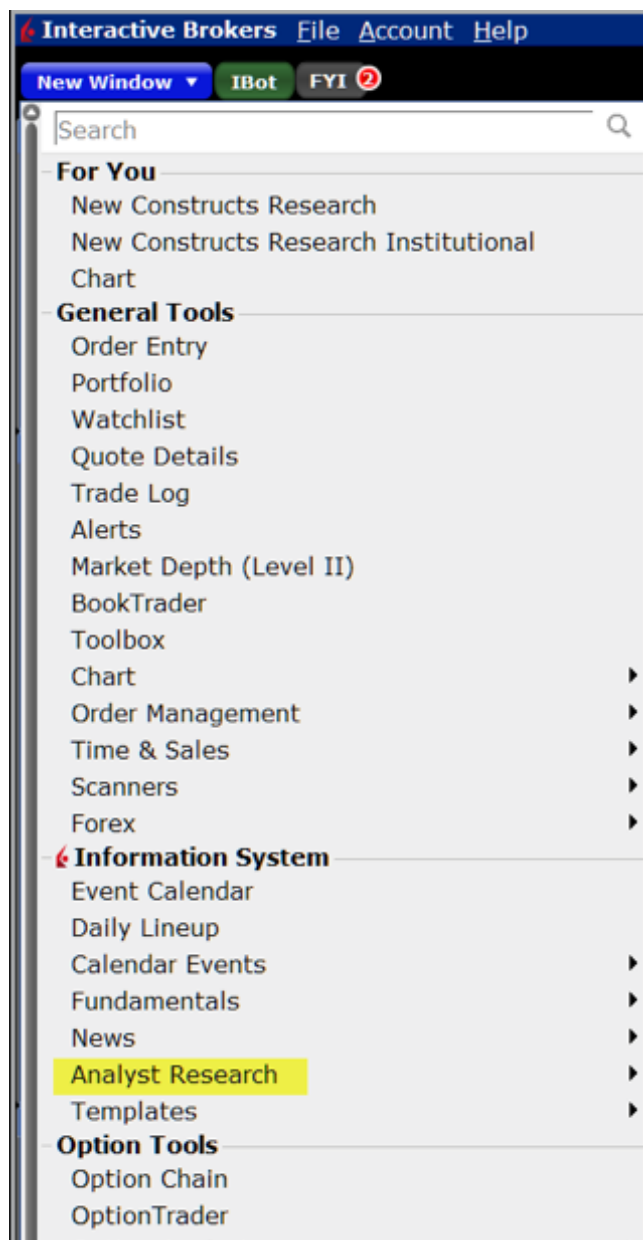 Interactive Brokers File Account Help
New Window IBot FYI 2
Search
For You
New Constructs Research
New Constructs Research Institutional
Chart
General Tools
Order Entry
Portfolio
Watchlist
Quote Details
Trade Log
Alerts
Market Depth (Level II)
BookTrader
Toolbox
Chart
Order Management
Time & Sales
Scanners
Forex
Information System
Event Calendar
Daily Lineup
Calendar Events
Fundamentals
News
Analyst Research
Templates
Option Tools
Option Chain
OptionTrader